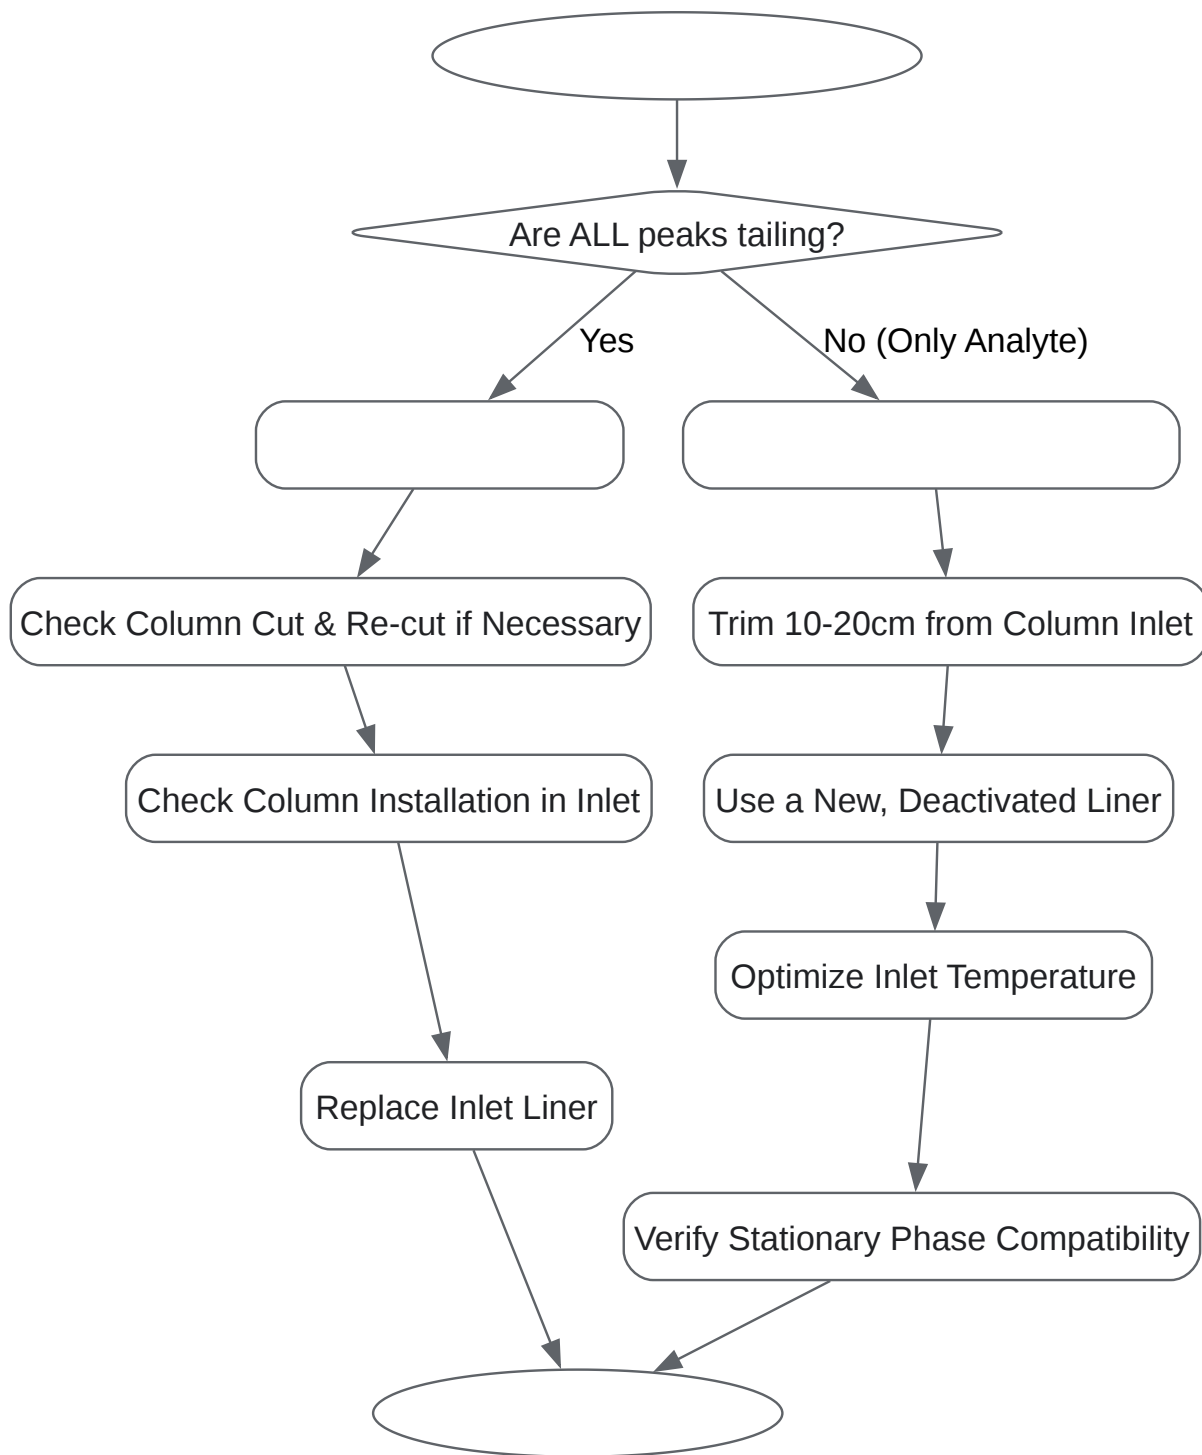 Are ALL peaks tailing?
Yes
No (Only Analyte)
Check Column Cut & Re-cut if Necessary
Trim 10-20cm from Column Inlet
Check Column Installation in Inlet
Use a New, Deactivated Liner
Optimize Inlet Temperature
Replace Inlet Liner
Verify Stationary Phase Compatibility